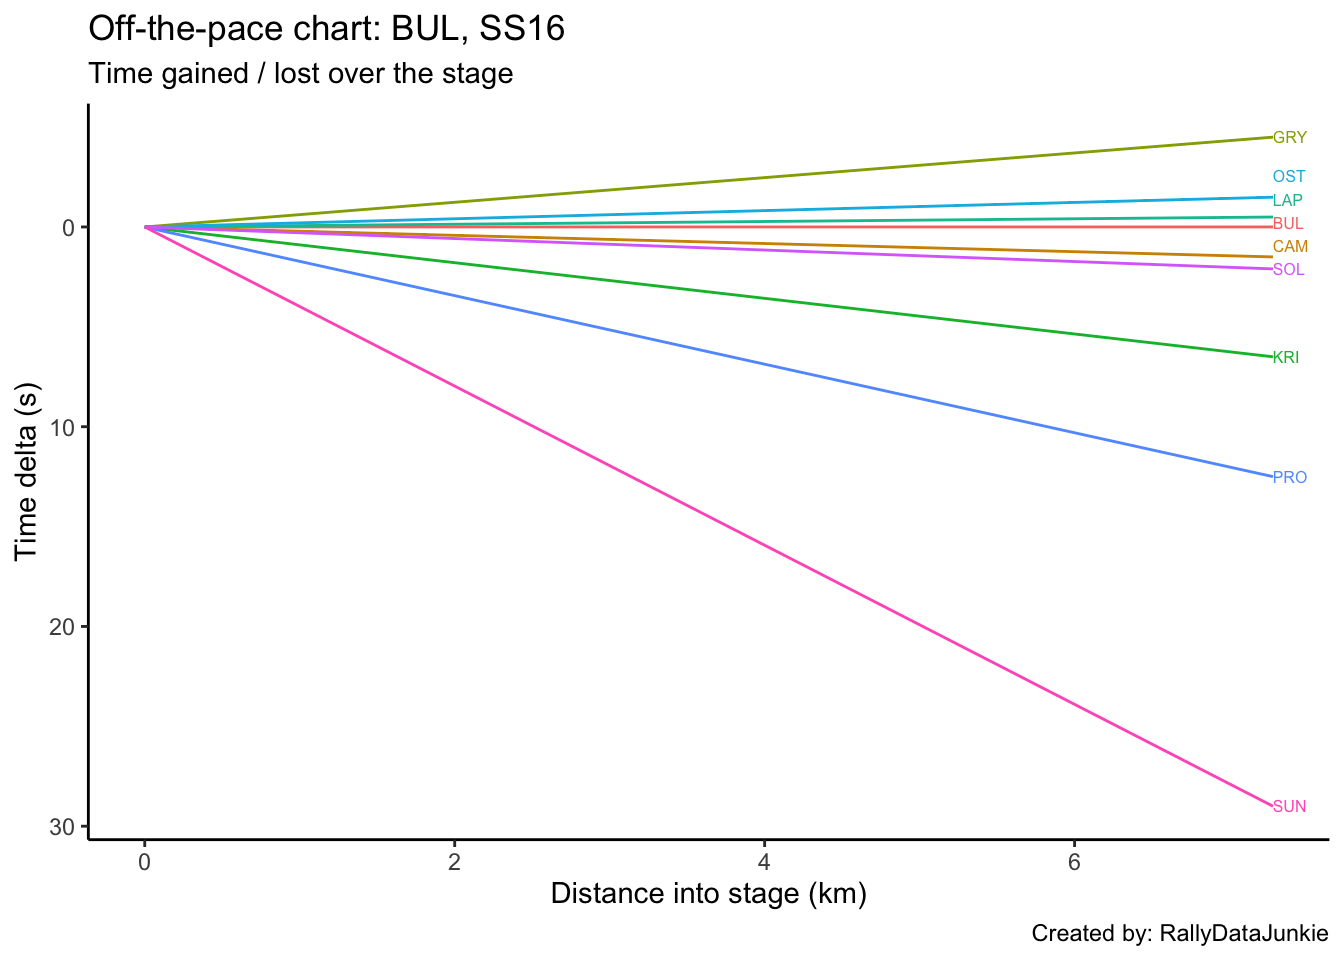 Off-the-pace chart: BUL, SS16
Time gained / lost over the stage
GRY
OST
LAP
0
BUL
CAM
SOL
KRI
10
PRO
20
SUN
30
0 2 4 6
Time delta (s)
Distance into stage (km)
Created by: RallyDataJunkie